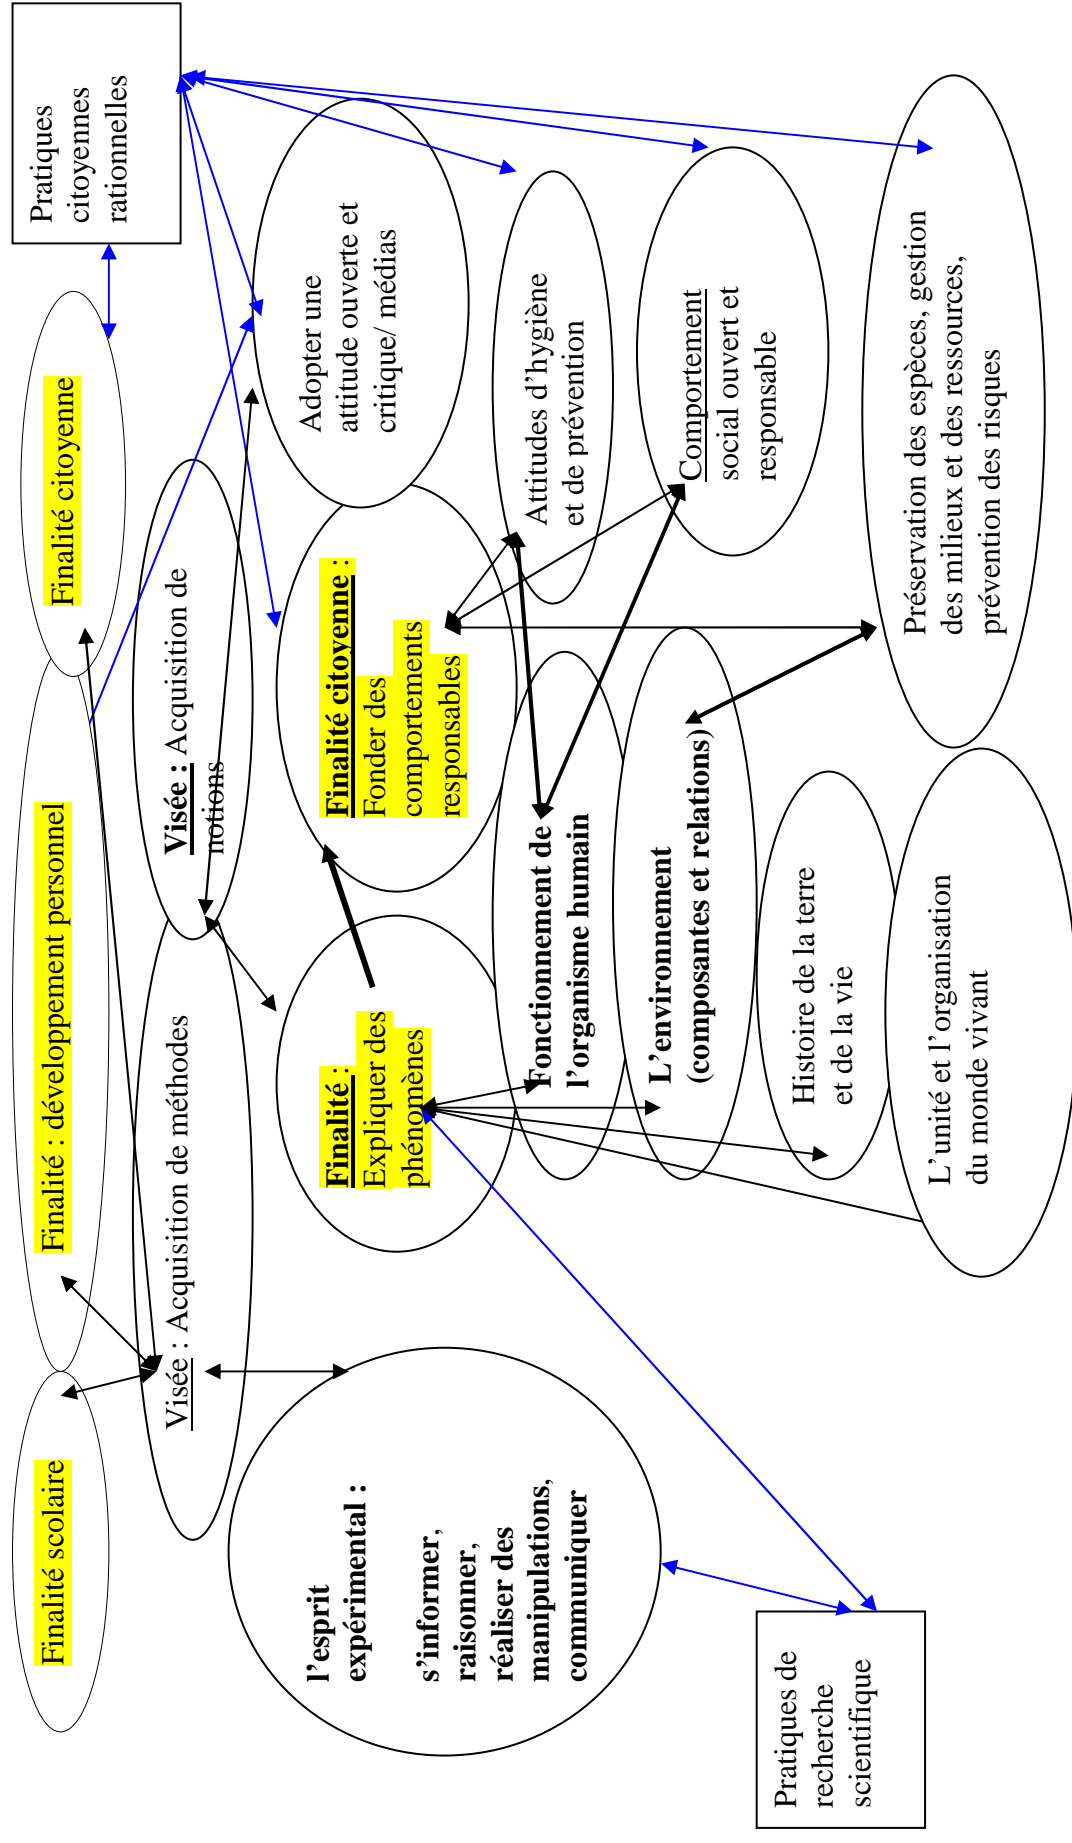 Finalité scolaire
Finalité : développement personnel
Finalité citoyenne
Pratiques
citoyennes
rationnelles
Visée : Acquisition de méthodes
Visée : Acquisition de
notions
l'esprit
expérimental :
s'informer,
raisonner,
réaliser des
manipulations,
communiquer
Finalité :
Expliquer des
phénomènes
Finalité citoyenne :
Fonder des
comportements
responsables
Adopter une
attitude ouverte et
critique/ médias
Fonctionnement de
l'organisme humain
Attitudes d'hygiène
et de prévention
L'environnement
(composantes et relations)
Comportement
social ouvert et
responsable
Histoire de la terre
et de la vie
L'unité et l'organisation
du monde vivant
Préservation des espèces, gestion
des milieux et des ressources,
prévention des risques
Pratiques de
recherche
scientifique